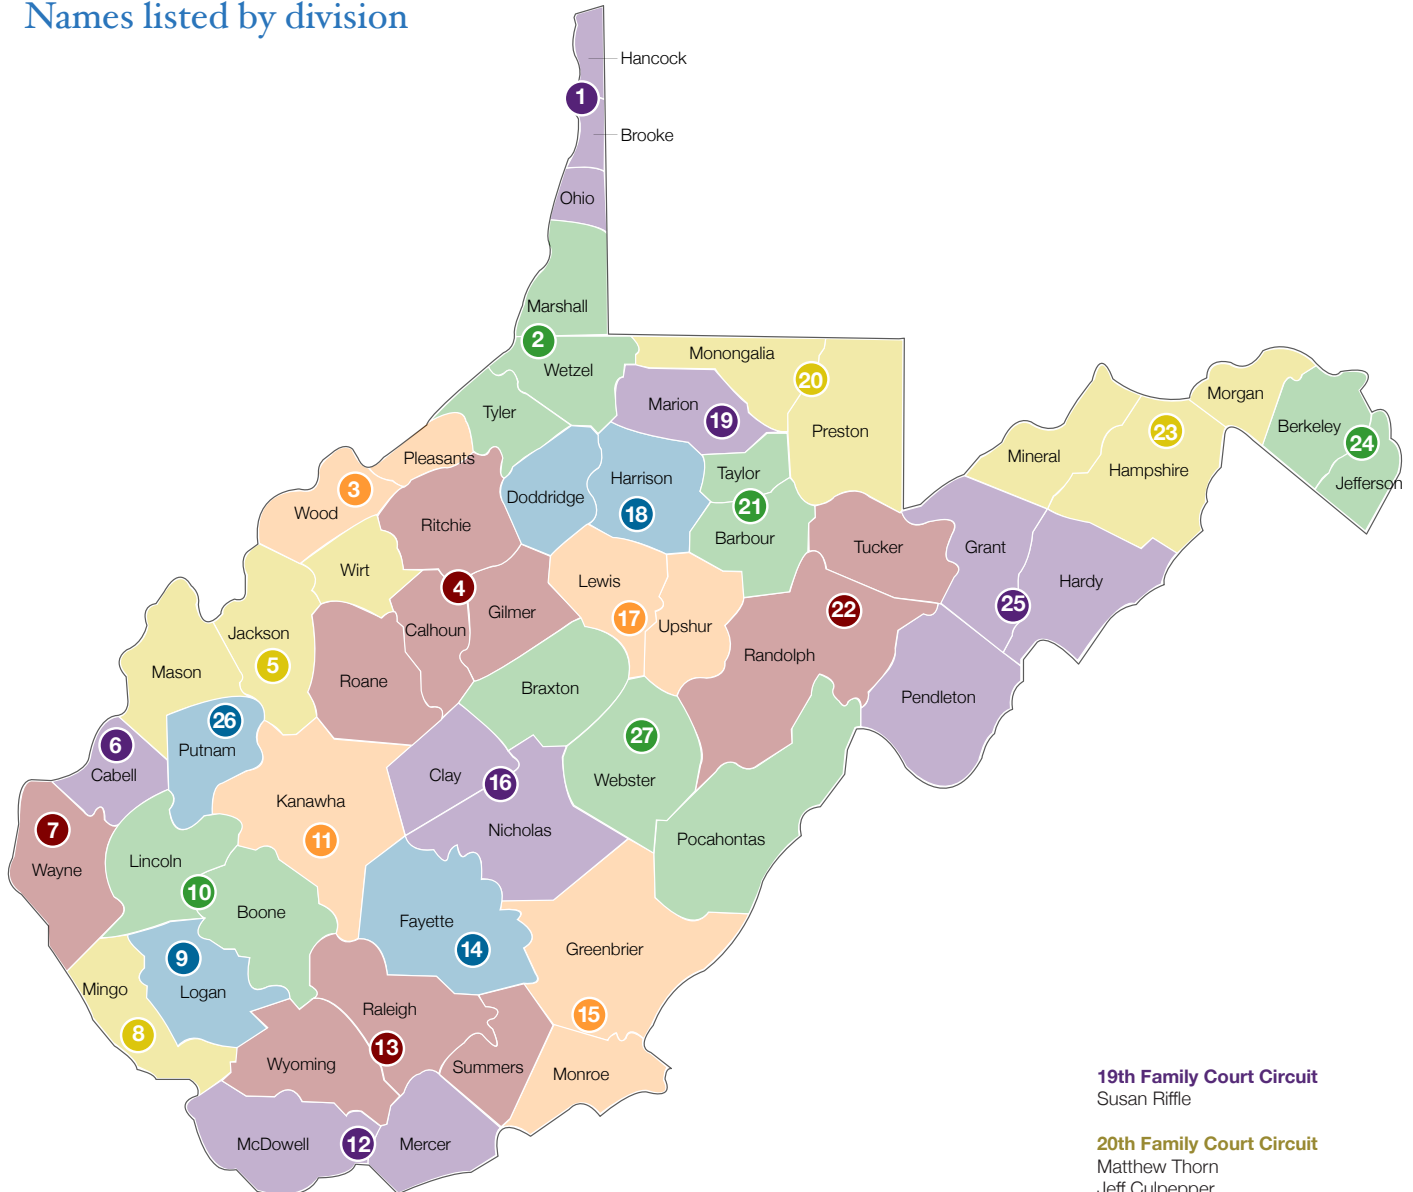 Names listed by division
Hancock
1
Brooke
Ohio
Marshall
2
Wetzel
Monongalia
20
Tyler
Marion
19
Preston
Morgan
Berkeley
24
23
Mineral
Hampshire
Jefferson
Pleasants
3
Wood
Ritchie
Doddridge
Harrison
18
Taylor
21
Barbour
Tucker
Grant
Hardy
25
Wirt
4
Lewis
17
Gilmer
Calhoun
Upshur
22
Randolph
Jackson
5
Mason
Roane
Braxton
Pendleton
26
Putnam
6
Cabell
27
Webster
Clay
16
Kanawha
11
Nicholas
Pocahontas
7
Wayne
Lincoln
10
Boone
Fayette
14
Greenbrier
9
Logan
Mingo
8
Raleigh
13
15
Wyoming
Summers
Monroe
McDowell
12
Mercer
19th Family Court Circuit
Susan Riffle
20th Family Court Circuit
Matthew Thorn
Jeff Culpepper